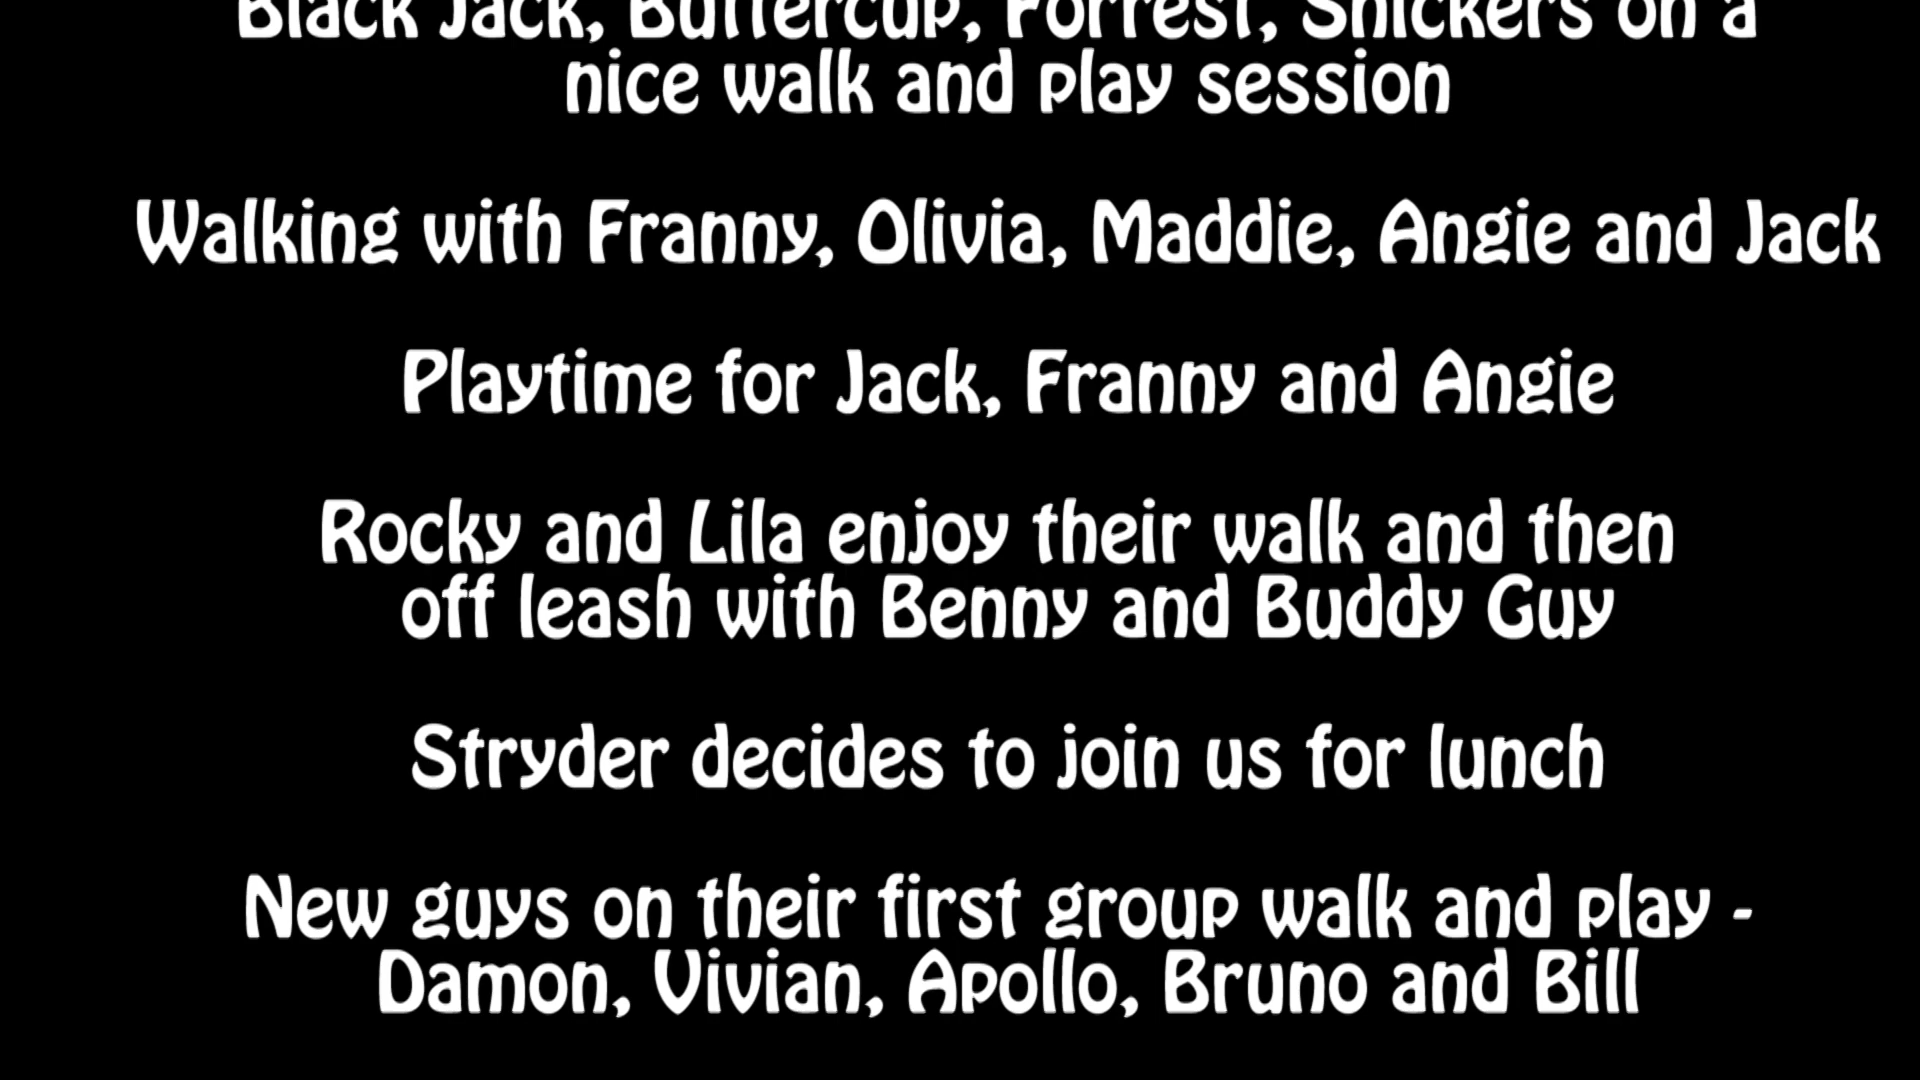 Black Jack, Buttercup, Forrest, Snickers on a
nice walk and play session
Walking with Franny, Olivia, Maddie, Angie and Jack
Playtime for Jack, Franny and Angie
Rocky and Lila enjoy their walk and then
off leash with Benny and Buddy Guy
Stryder decides to join us for lunch
New guys on their first group walk and play -
Damon, Vivian, Apollo, Bruno and Bill